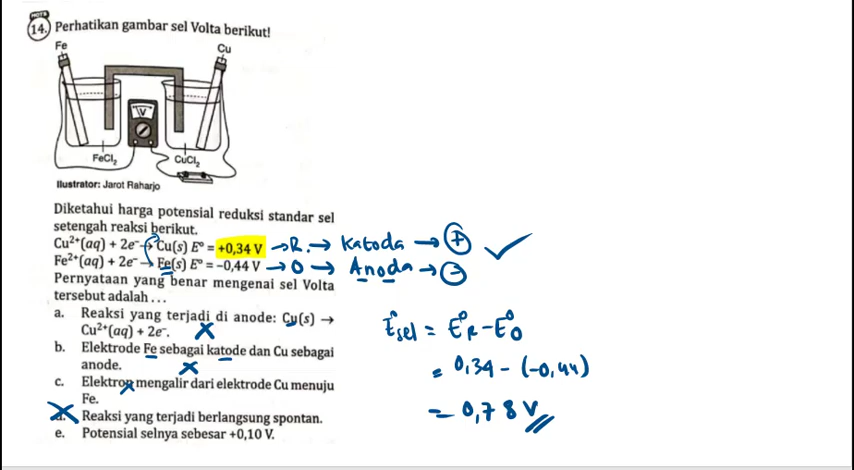 NOTS
14. Perhatikan gambar sel Volta berikut!
Fe
Cu
V
FeCl₂
CuCl₂
Ilustrator: Jarot Raharjo
Diketahui harga potensial reduksi standar sel
setengah reaksi berikut.
Cu²⁺(aq) + 2e⁻ → Cu(s) E° = +0,34 V → R. → Katoda → +
Fe²⁺(aq) + 2e⁻ → Fe(s) E° = −0,44 V → O → Anoda → −
Pernyataan yang benar mengenai sel Volta
tersebut adalah . . .
a. Reaksi yang terjadi di anode: Cu(s) →
Cu²⁺(aq) + 2e⁻.
b. Elektrode Fe sebagai katode dan Cu sebagai
anode.
c. Elektron mengalir dari elektrode Cu menuju
Fe.
d. Reaksi yang terjadi berlangsung spontan.
e. Potensial selnya sebesar +0,10 V.
E°sel = E°R − E°O
= 0,34 − (−0,44)
= 0,78 V